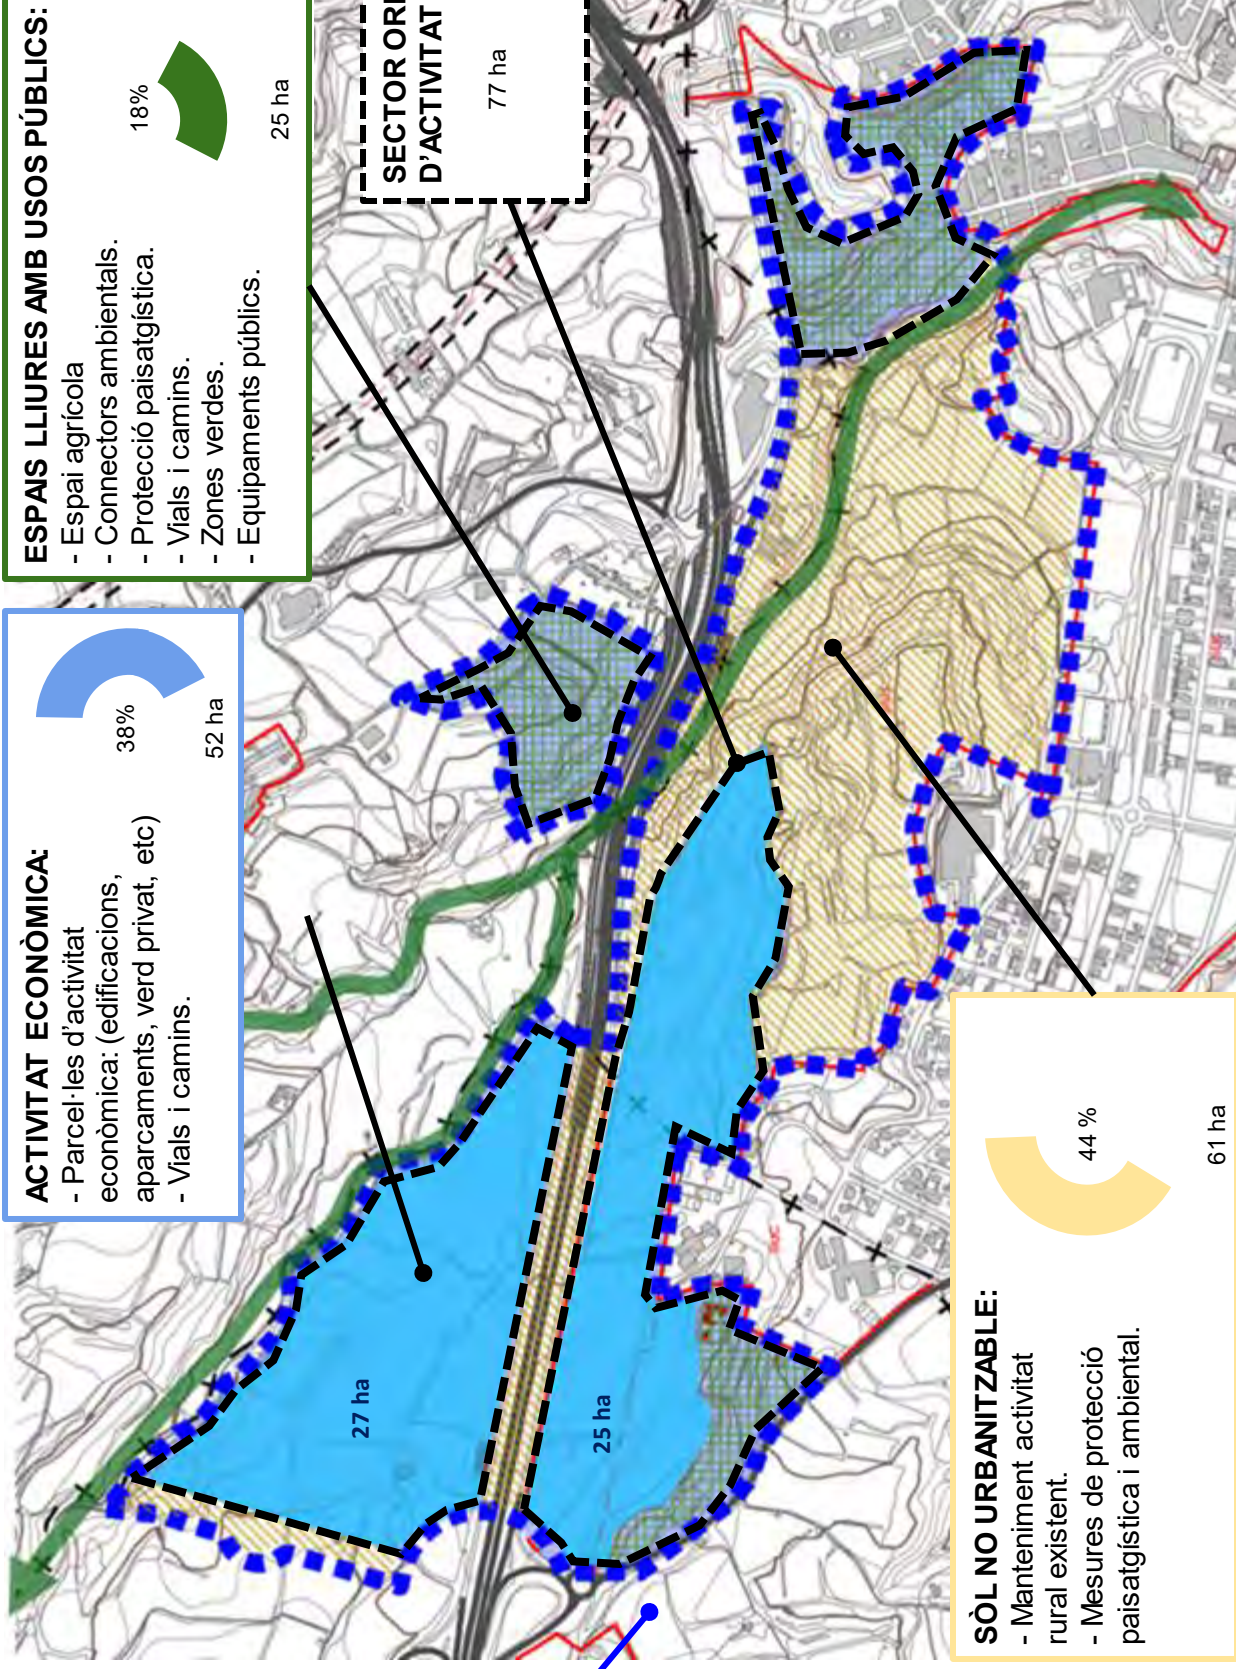 ESPAIS LLIURES AMB USOS PÚBLICS:
- Espai agrícola
- Connectors ambientals.
- Protecció paisatgística.
- Vials i camins.
- Zones verdes.
- Equipaments públics.
18%
25 ha
ACTIVITAT ECONÒMICA:
- Parcel·les d'activitat
econòmica: (edificacions,
aparcaments, verd privat, etc)
- Vials i camins.
38%
52 ha
SECTOR ORI
D'ACTIVITAT
77 ha
27 ha
25 ha
SÒL NO URBANITZABLE:
- Manteniment activitat
rural existent.
- Mesures de protecció
paisatgística i ambiental.
44 %
61 ha